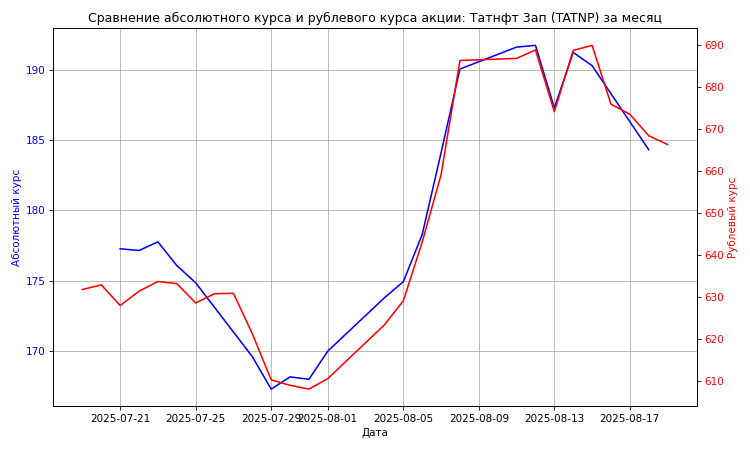 Сравнение абсолютного курса и рублевого курса акции: Татнфт 3ап (TATNP) за месяц
190
185
180
175
170
Абсолютный курс
690
680
670
660
650
640
630
620
610
Рублевый курс
2025-07-21 2025-07-25 2025-07-29 2025-08-01 2025-08-05 2025-08-09 2025-08-13 2025-08-17
Дата